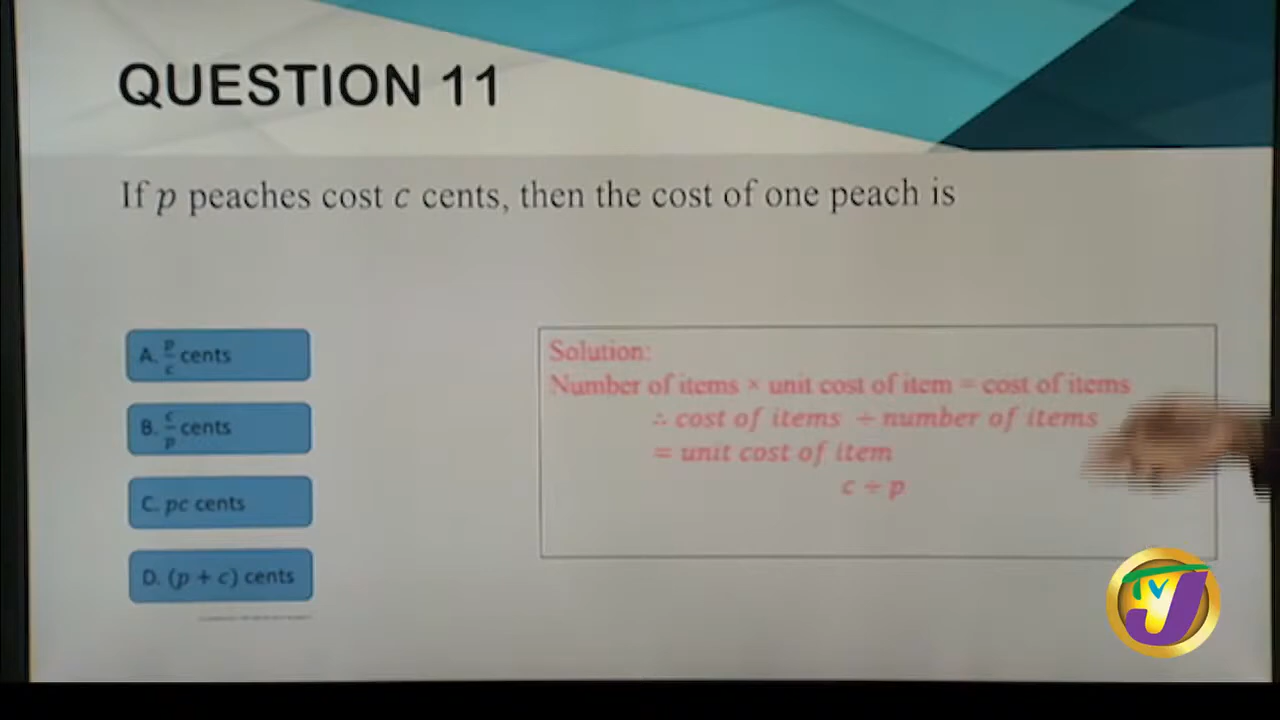 QUESTION 11
If p peaches cost c cents, then the cost of one peach is
A. p/c cents
B. c/p cents
C. pc cents
D. (p + c) cents
Solution:
Number of items × unit cost of item = cost of items
∴ cost of items ÷ number of items
= unit cost of item
c ÷ p
TVJ